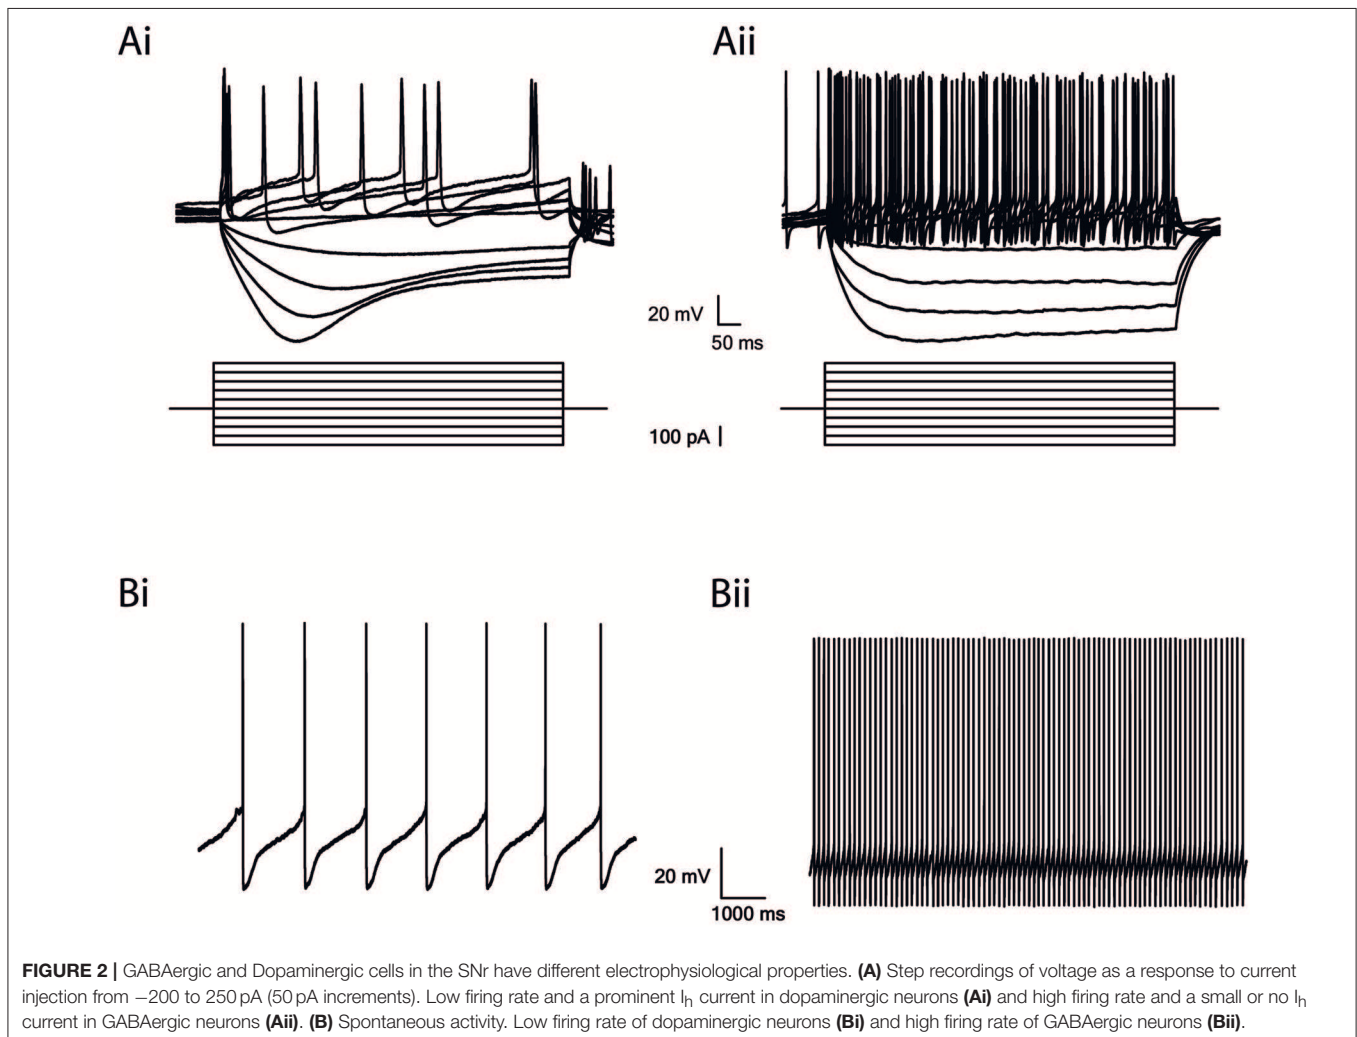 Ai
Aii
20 mV
50 ms
100 pA
Bi
Bii
20 mV
1000 ms
FIGURE 2 | GABAergic and Dopaminergic cells in the SNr have different electrophysiological properties. (A) Step recordings of voltage as a response to current
injection from −200 to 250 pA (50 pA increments). Low firing rate and a prominent Ih current in dopaminergic neurons (Ai) and high firing rate and a small or no Ih
current in GABAergic neurons (Aii). (B) Spontaneous activity. Low firing rate of dopaminergic neurons (Bi) and high firing rate of GABAergic neurons (Bii).